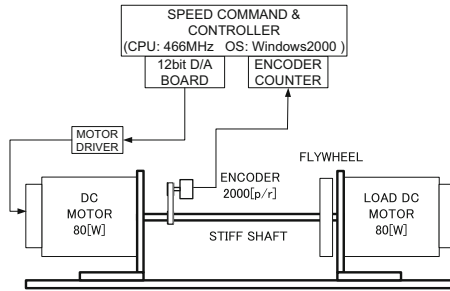 SPEED COMMAND &
CONTROLLER
(CPU: 466MHz OS: Windows2000 )
12bit D/A
BOARD
ENCODER
COUNTER
MOTOR
DRIVER
ENCODER
2000[p/r]
FLYWHEEL
DC
MOTOR
80[W]
STIFF SHAFT
LOAD DC
MOTOR
80[W]